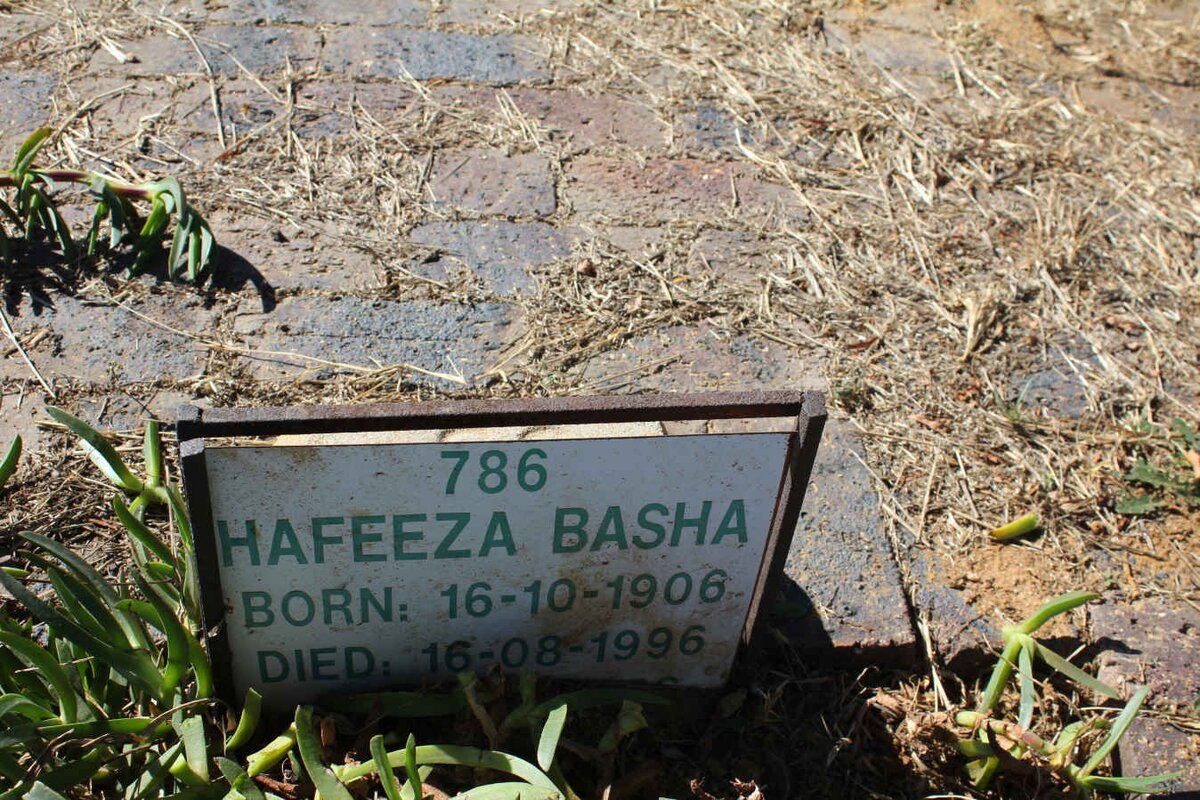 786
HAFEEZA BASHA
BORN: 16-10-1906
DIED: 16-08-1996